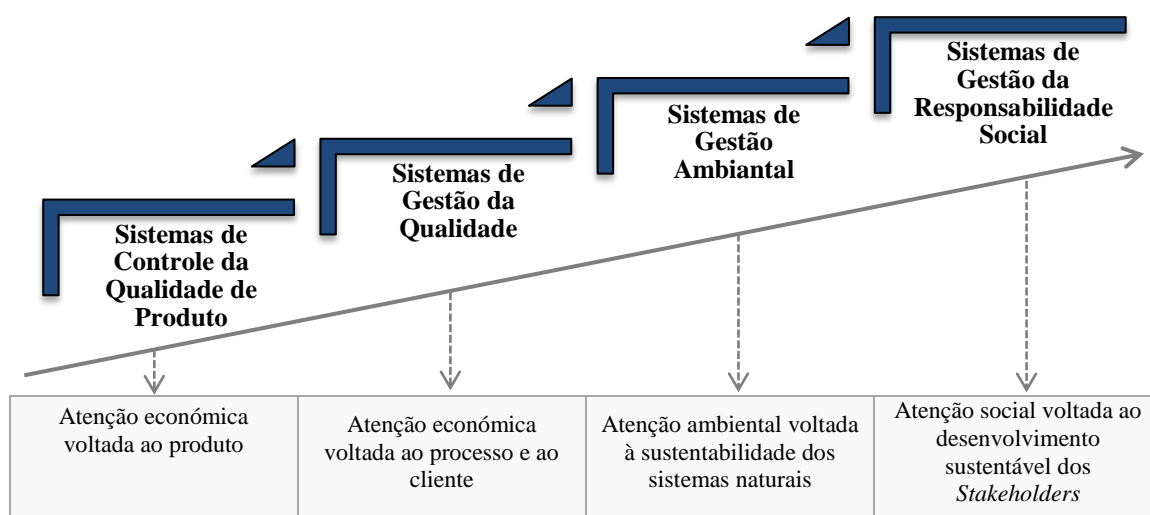 Sistemas de
Controle da
Qualidade de
Produto
Sistemas de
Gestão da
Qualidade
Sistemas de
Gestão
Ambiantal
Sistemas de
Gestão da
Responsabilidade
Social
Atenção económica
voltada ao produto
Atenção económica
voltada ao processo e ao
cliente
Atenção ambiental voltada
à sustentabilidade dos
sistemas naturais
Atenção social voltada ao
desenvolvimento
sustentável dos
Stakeholders